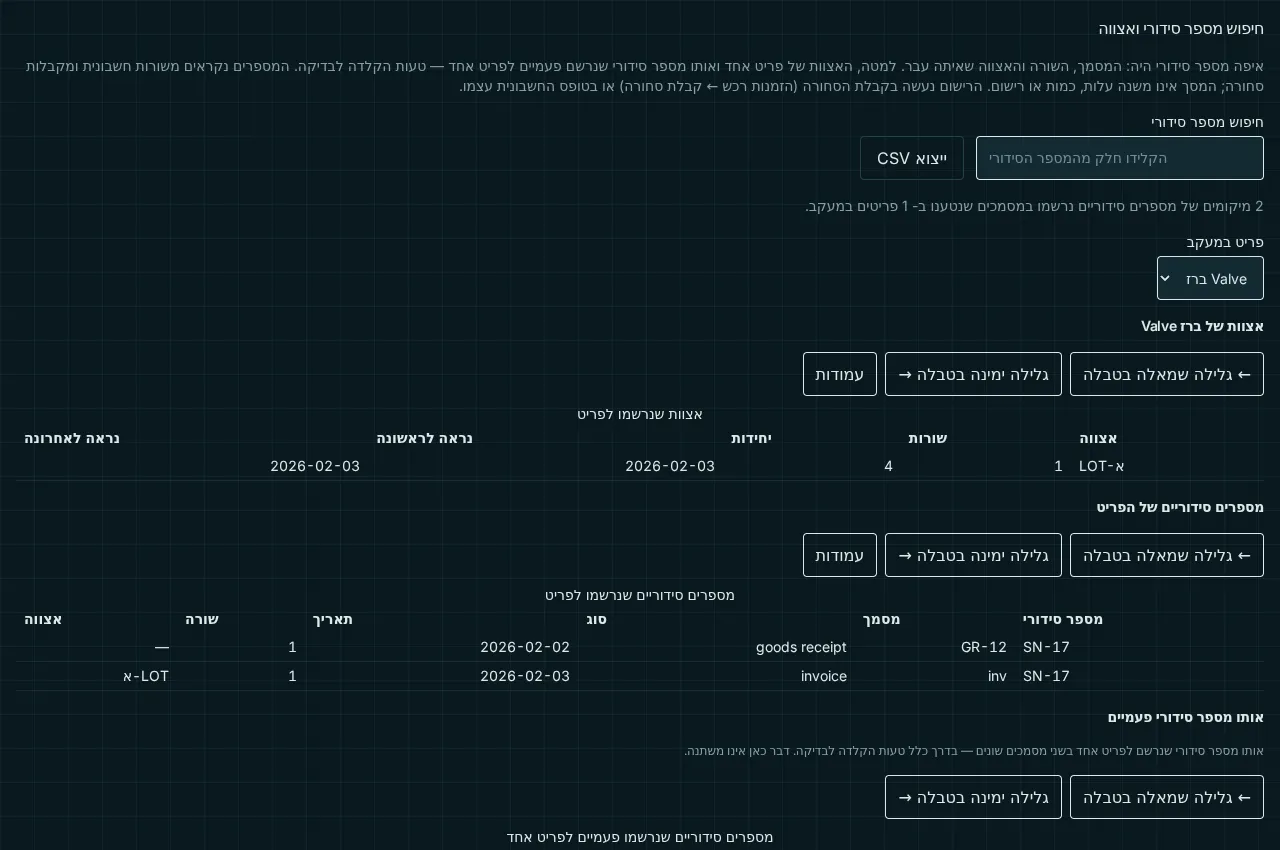 חיפוש מספר סידורי ואצווה
איפה מספר סידורי היה: המסמך, השורה והאצווה שאיתה עבר. למטה, האצוות של פריט אחד ואותו מספר סידורי שנרשם פעמיים לפריט אחד — טעות הקלדה לבדיקה. המספרים נקראים משורות חשבונית ומקבלות
סחורה; המסך אינו משנה עלות, כמות או רישום. הרישום נעשה בקבלת הסחורה (הזמנות רכש ← קבלת סחורה) או בטופס החשבונית עצמו.
חיפוש מספר סידורי
הקלידו חלק מהמספר הסידורי
ייצוא CSV
2 מיקומים של מספרים סידוריים נרשמו במסמכים שנטענו ב- 1 פריטים במעקב.
פריט במעקב
Valve ברז
אצוות של ברז Valve
← גלילה שמאלה בטבלה
גלילה ימינה בטבלה →
עמודות
אצוות שנרשמו לפריט
אצווה שורות יחידות נראה לראשונה נראה לאחרונה
LOT-א 1 4 2026-02-03 2026-02-03
מספרים סידוריים של הפריט
← גלילה שמאלה בטבלה
גלילה ימינה בטבלה →
עמודות
מספרים סידוריים שנרשמו לפריט
מספר סידורי מסמך סוג תאריך שורה אצווה
SN-17 GR-12 goods receipt 2026-02-02 1 —
SN-17 inv invoice 2026-02-03 1 LOT-א
אותו מספר סידורי פעמיים
אותו מספר סידורי שנרשם לפריט אחד בשני מסמכים שונים — בדרך כלל טעות הקלדה לבדיקה. דבר כאן אינו משתנה.
← גלילה שמאלה בטבלה
גלילה ימינה בטבלה →
מספרים סידוריים שנרשמו פעמיים לפריט אחד